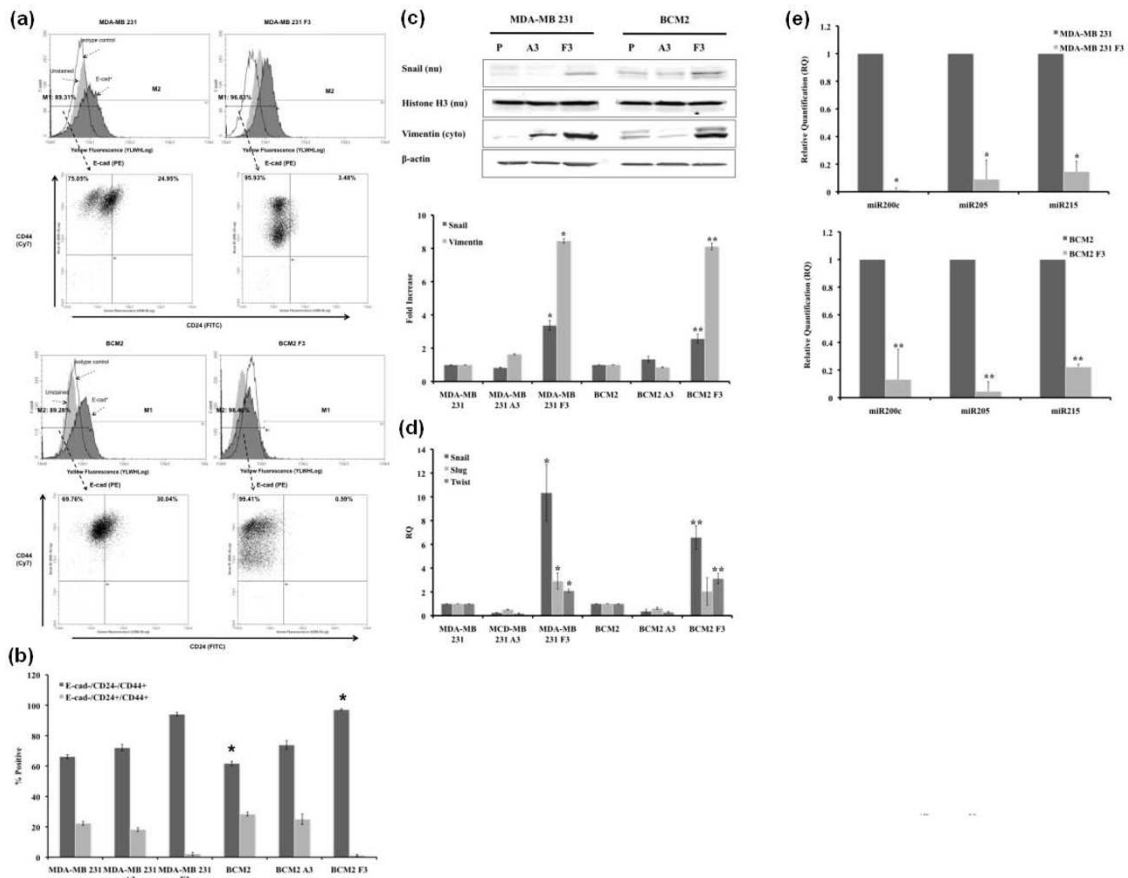 (a)
MDA-MB 231
MDA-MB 231 F3
Isotype control
Unstained
E-cad+
M2
M2
M1: 89.31%
M1: 96.83%
Yellow Fluorescence (YLWHLog)
Yellow Fluorescence (YLWHLog)
E-cad (PE)
75.05%
24.95%
95.93%
3.48%
CD44
(Cy7)
CD24 (FITC)
BCM2
BCM2 F3
Isotype control
Unstained
E-cad+
M1
M1
M2: 89.28%
Yellow Fluorescence (YLWHLog)
Yellow Fluorescence (YLWHLog)
E-cad (PE)
69.76%
30.04%
99.41%
0.59%
CD44
(Cy7)
CD24 (FITC)
(b)
120
100
80
60
40
20
0
% Positive
E-cad-/CD24-/CD44+
E-cad-/CD24+/CD44+
*
*
MDA-MB 231
MDA-MB 231
MDA-MB 231
BCM2
BCM2 A3
BCM2 F3
(c)
MDA-MB 231
BCM2
P A3 F3 P A3 F3
Snail (nu)
Histone H3 (nu)
Vimentin (cyto)
β-actin
10
8
6
4
2
0
Fold Increase
Snail
Vimentin
*
*
**
**
MDA-MB 231
MDA-MB 231 A3
MDA-MB 231 F3
BCM2
BCM2 A3
BCM2 F3
(d)
14
12
10
8
6
4
2
0
RQ
Snail
Slug
Twist
*
*
*
**
**
MDA-MB 231
MCD-MB 231 A3
MDA-MB 231 F3
BCM2
BCM2 A3
BCM2 F3
(e)
1.2
1
0.8
0.6
0.4
0.2
0
Relative Quantification (RQ)
MDA-MB 231
MDA-MB 231 F3
*
*
*
miR200c
miR205
miR215
1.2
1
0.8
0.6
0.4
0.2
0
Relative Quantification (RQ)
BCM2
BCM2 F3
**
**
**
miR200c
miR205
miR215